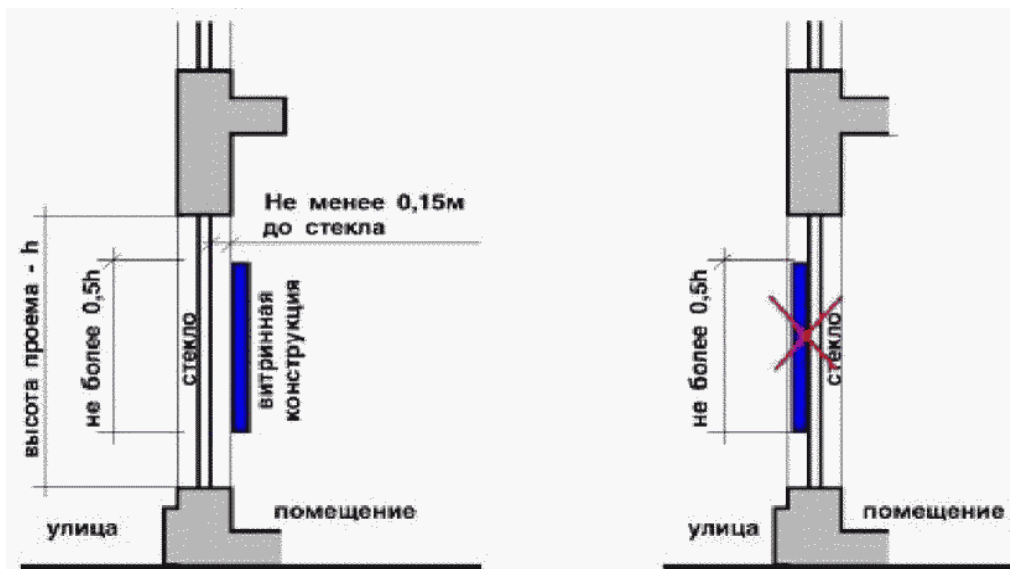 Не менее 0,15м
до стекла
высота проема - h
не более 0,5h
стекло
витринная
конструкция
улица
помещение
не более 0,5h
стекло
улица
помещение